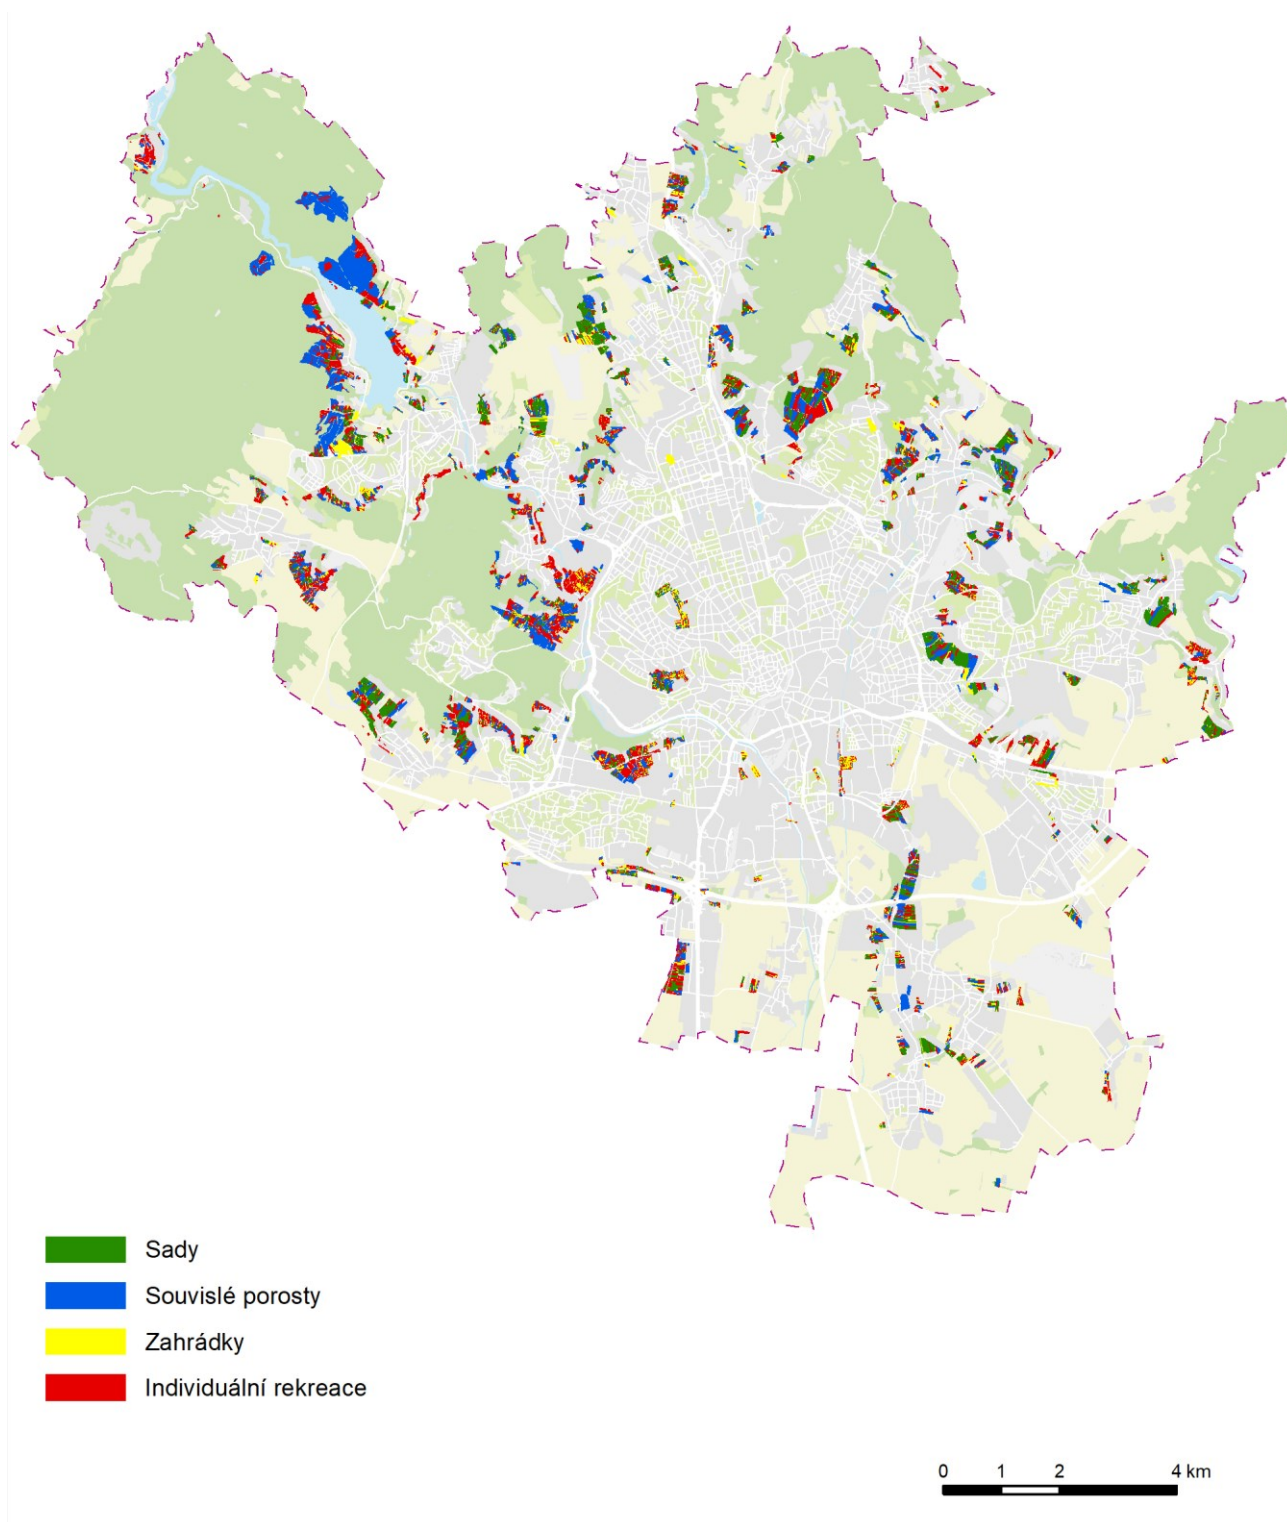 Sady
Souvislé porosty
Zahrádky
Individuální rekreace
0 1 2 4 km